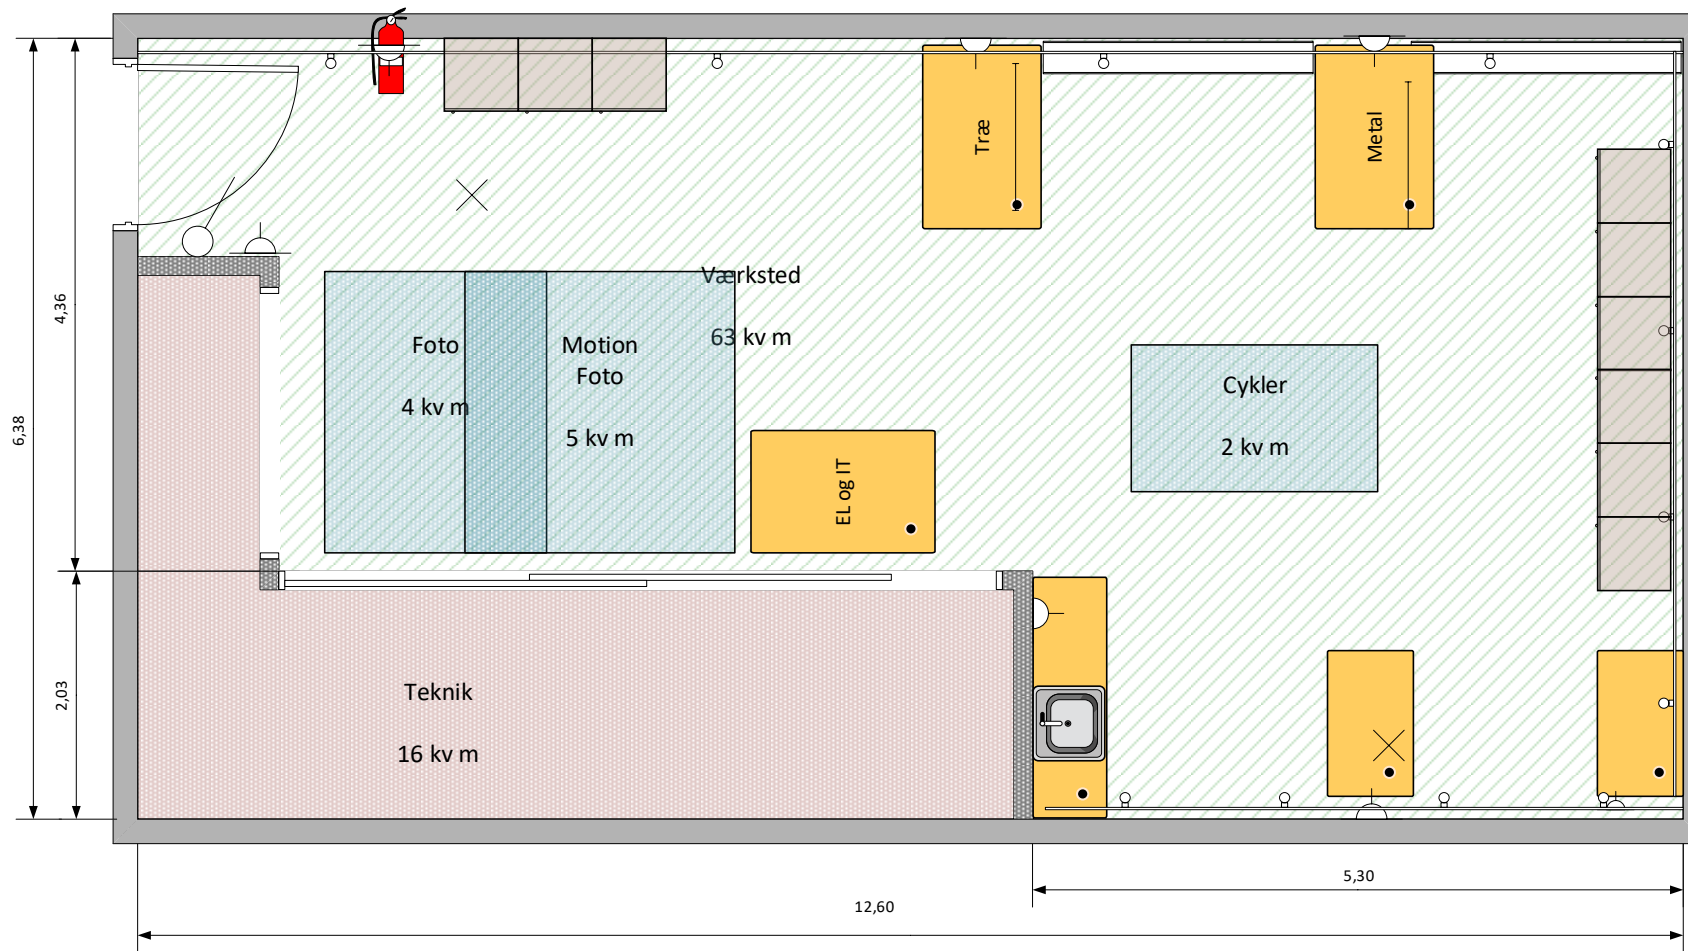 Træ
Metal
Værksted
63 kv m
4,36
6,38
Foto
4 kv m
Motion
Foto
5 kv m
Cykler
2 kv m
EL og IT
2,03
Teknik
16 kv m
5,30
12,60